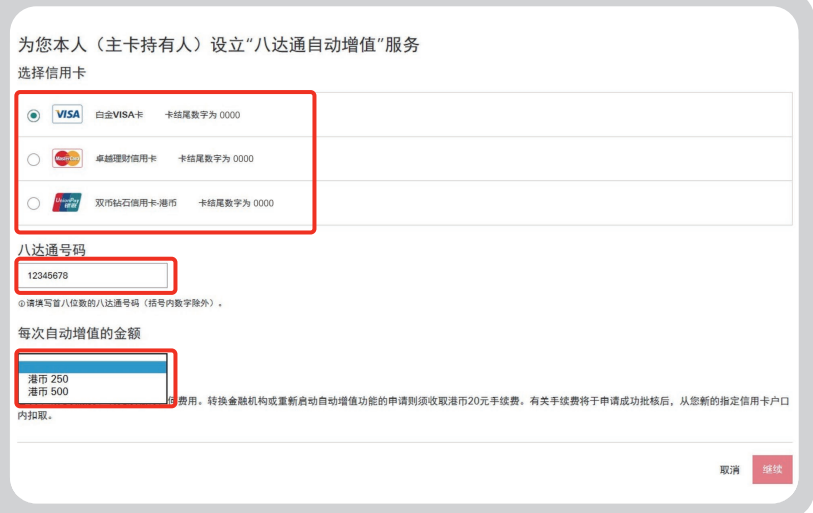 为您本人（主卡持有人）设立“八达通自动增值”服务
选择信用卡
VISA 白金VISA卡 卡结尾数字为 0000
MasterCard 卓越理财信用卡 卡结尾数字为 0000
UnionPay 银联 双币钻石信用卡-港币 卡结尾数字为 0000
八达通号码
12345678
请填写首八位数的八达通号码（括号内数字除外）。
每次自动增值的金额
港币 250
港币 500
费用。转换金融机构或重新启动自动增值功能的申请则须收取港币20元手续费。有关手续费将于申请成功批核后，从您新的指定信用卡户口
内扣取。
取消 继续